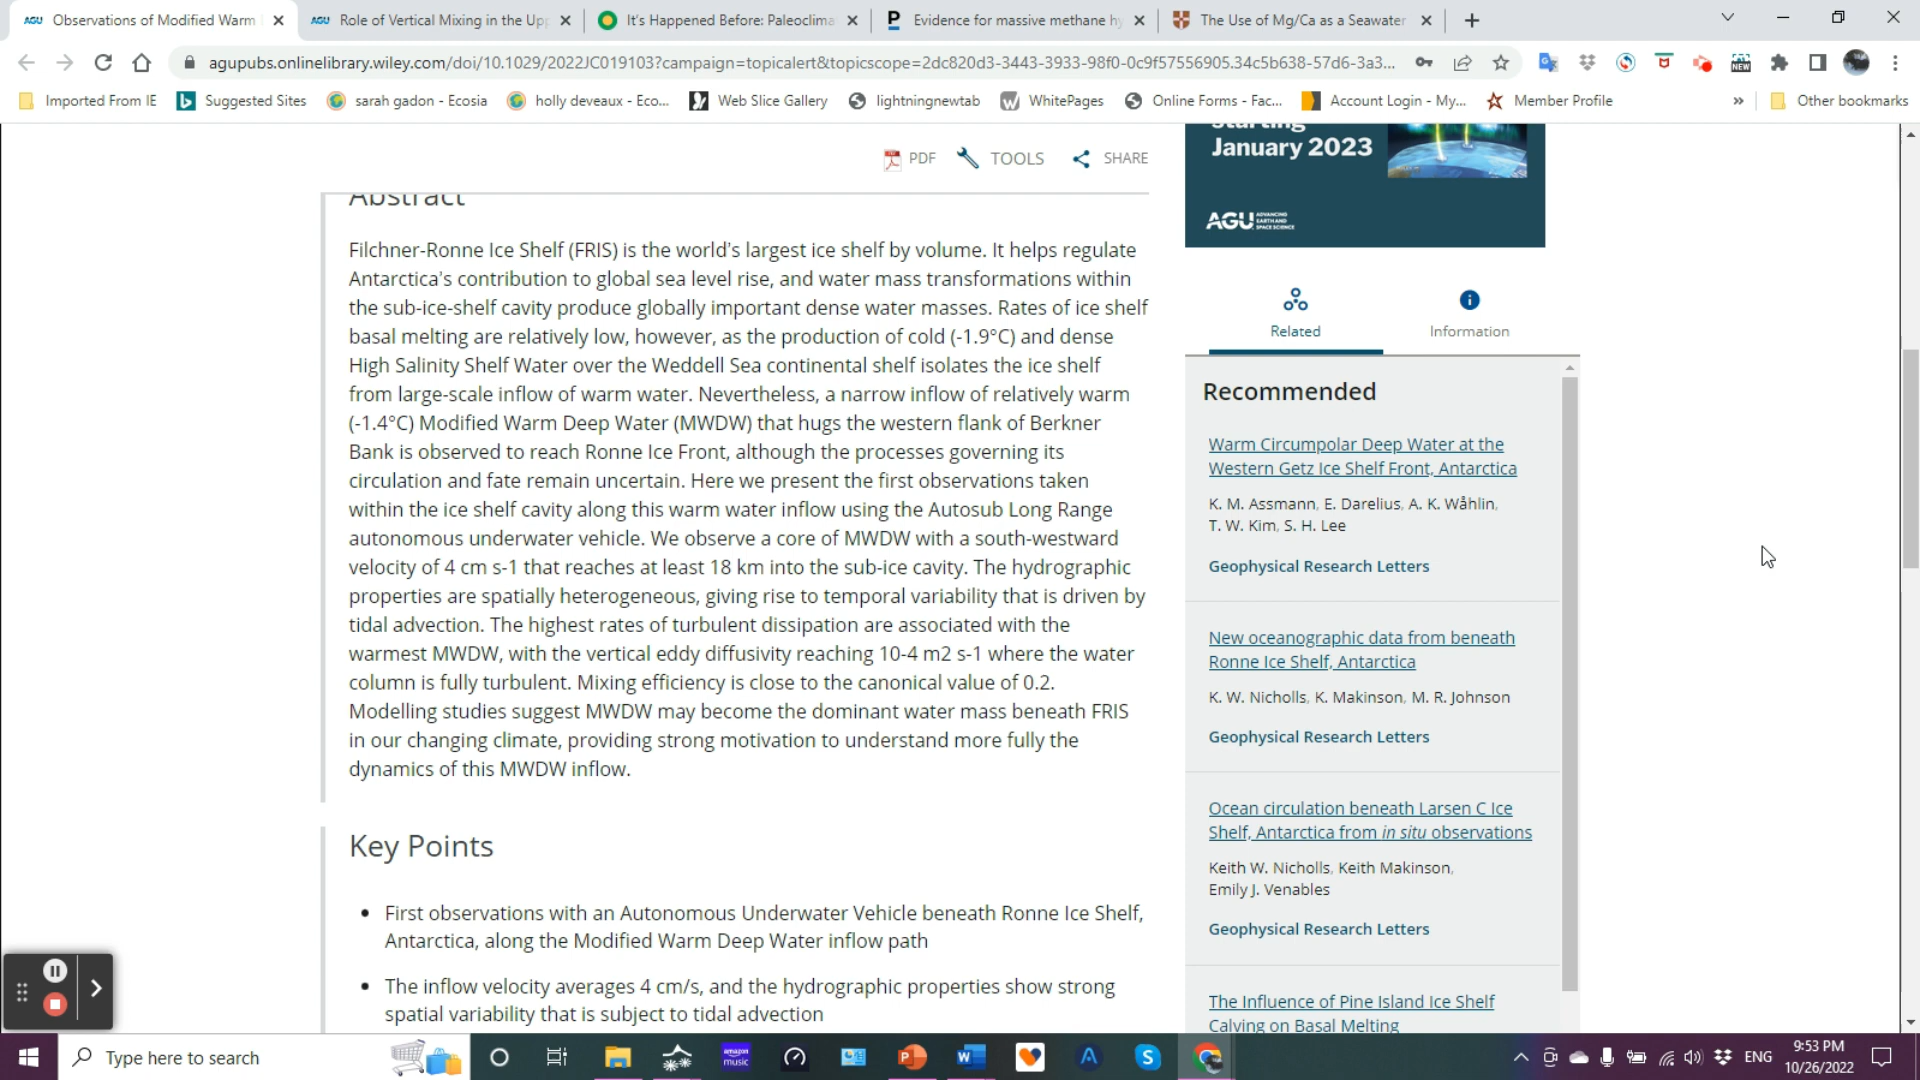 AGU Observations of Modified Warm
AGU Role of Vertical Mixing in the Upp
It's Happened Before: Paleoclima
Evidence for massive methane hy
The Use of Mg/Ca as a Seawater
agupubs.onlinelibrary.wiley.com/doi/10.1029/2022JC019103?campaign=topicalert&topicscope=2dc820d3-3443-3933-98f0-0c9f57556905.34c5b638-57d6-3a3...
NEW
Imported From IE
Suggested Sites
sarah gadon - Ecosia
holly deveaux - Eco...
Web Slice Gallery
lightningnewtab
WhitePages
Online Forms - Fac...
Account Login - My...
Member Profile
»
Other bookmarks
PDF
TOOLS
SHARE
Starting
January 2023
AGU ADVANCING EARTH AND SPACE SCIENCE
Abstract
Filchner-Ronne Ice Shelf (FRIS) is the world's largest ice shelf by volume. It helps regulate
Antarctica's contribution to global sea level rise, and water mass transformations within
the sub-ice-shelf cavity produce globally important dense water masses. Rates of ice shelf
basal melting are relatively low, however, as the production of cold (-1.9°C) and dense
High Salinity Shelf Water over the Weddell Sea continental shelf isolates the ice shelf
from large-scale inflow of warm water. Nevertheless, a narrow inflow of relatively warm
(-1.4°C) Modified Warm Deep Water (MWDW) that hugs the western flank of Berkner
Bank is observed to reach Ronne Ice Front, although the processes governing its
circulation and fate remain uncertain. Here we present the first observations taken
within the ice shelf cavity along this warm water inflow using the Autosub Long Range
autonomous underwater vehicle. We observe a core of MWDW with a south-westward
velocity of 4 cm s-1 that reaches at least 18 km into the sub-ice cavity. The hydrographic
properties are spatially heterogeneous, giving rise to temporal variability that is driven by
tidal advection. The highest rates of turbulent dissipation are associated with the
warmest MWDW, with the vertical eddy diffusivity reaching 10-4 m2 s-1 where the water
column is fully turbulent. Mixing efficiency is close to the canonical value of 0.2.
Modelling studies suggest MWDW may become the dominant water mass beneath FRIS
in our changing climate, providing strong motivation to understand more fully the
dynamics of this MWDW inflow.
Key Points
• First observations with an Autonomous Underwater Vehicle beneath Ronne Ice Shelf,
Antarctica, along the Modified Warm Deep Water inflow path
• The inflow velocity averages 4 cm/s, and the hydrographic properties show strong
spatial variability that is subject to tidal advection
Related
Information
Recommended
Warm Circumpolar Deep Water at the
Western Getz Ice Shelf Front, Antarctica
K. M. Assmann, E. Darelius, A. K. Wåhlin,
T. W. Kim, S. H. Lee
Geophysical Research Letters
New oceanographic data from beneath
Ronne Ice Shelf, Antarctica
K. W. Nicholls, K. Makinson, M. R. Johnson
Geophysical Research Letters
Ocean circulation beneath Larsen C Ice
Shelf, Antarctica from in situ observations
Keith W. Nicholls, Keith Makinson,
Emily J. Venables
Geophysical Research Letters
The Influence of Pine Island Ice Shelf
Calving on Basal Melting
Type here to search
amazon music
ENG
9:53 PM
10/26/2022